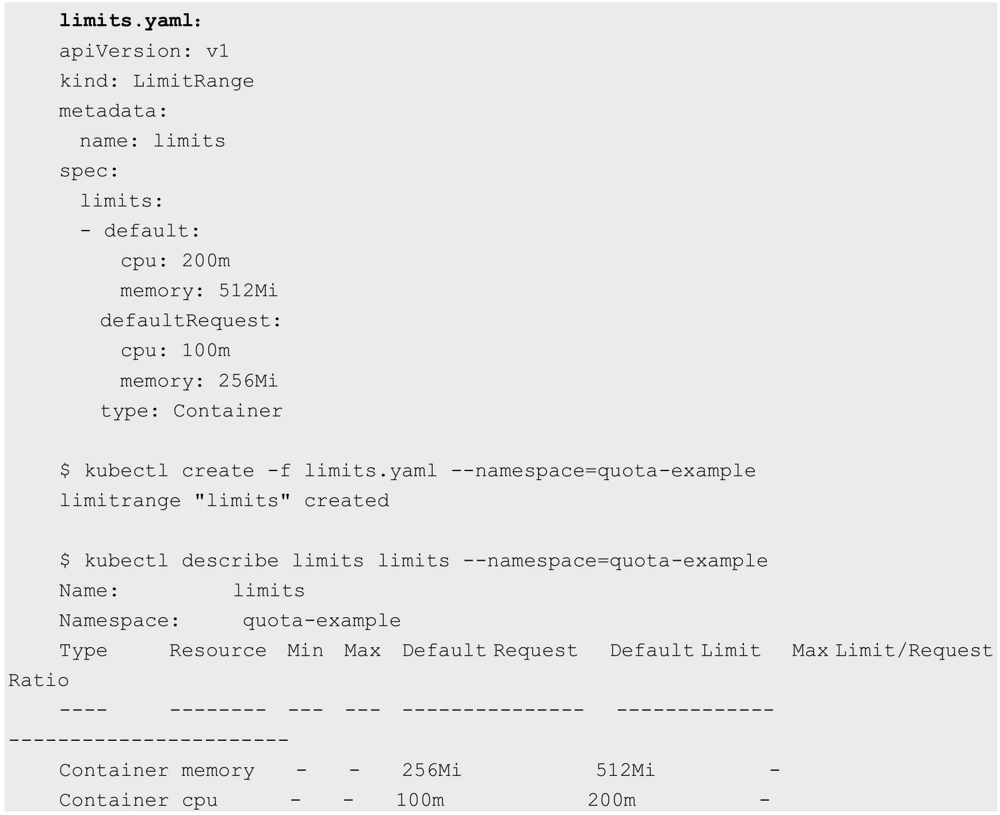 limits.yaml:
apiVersion: v1
kind: LimitRange
metadata:
  name: limits
spec:
  limits:
  - default:
      cpu: 200m
      memory: 512Mi
    defaultRequest:
      cpu: 100m
      memory: 256Mi
    type: Container

$ kubectl create -f limits.yaml --namespace=quota-example
limitrange "limits" created

$ kubectl describe limits limits --namespace=quota-example
Name:          limits
Namespace:     quota-example
Type     Resource  Min  Max  Default Request   Default Limit   Max Limit/Request
Ratio
----     --------  ---  ---  ---------------   -------------
-----------------------
Container memory    -    -    256Mi           512Mi          -
Container cpu      -    -    100m            200m          -